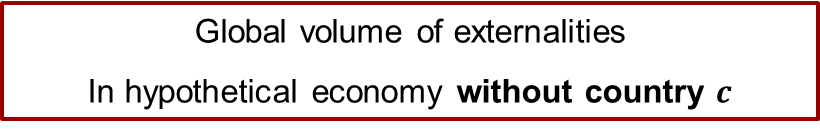 Global volume of externalities
In hypothetical economy without country c